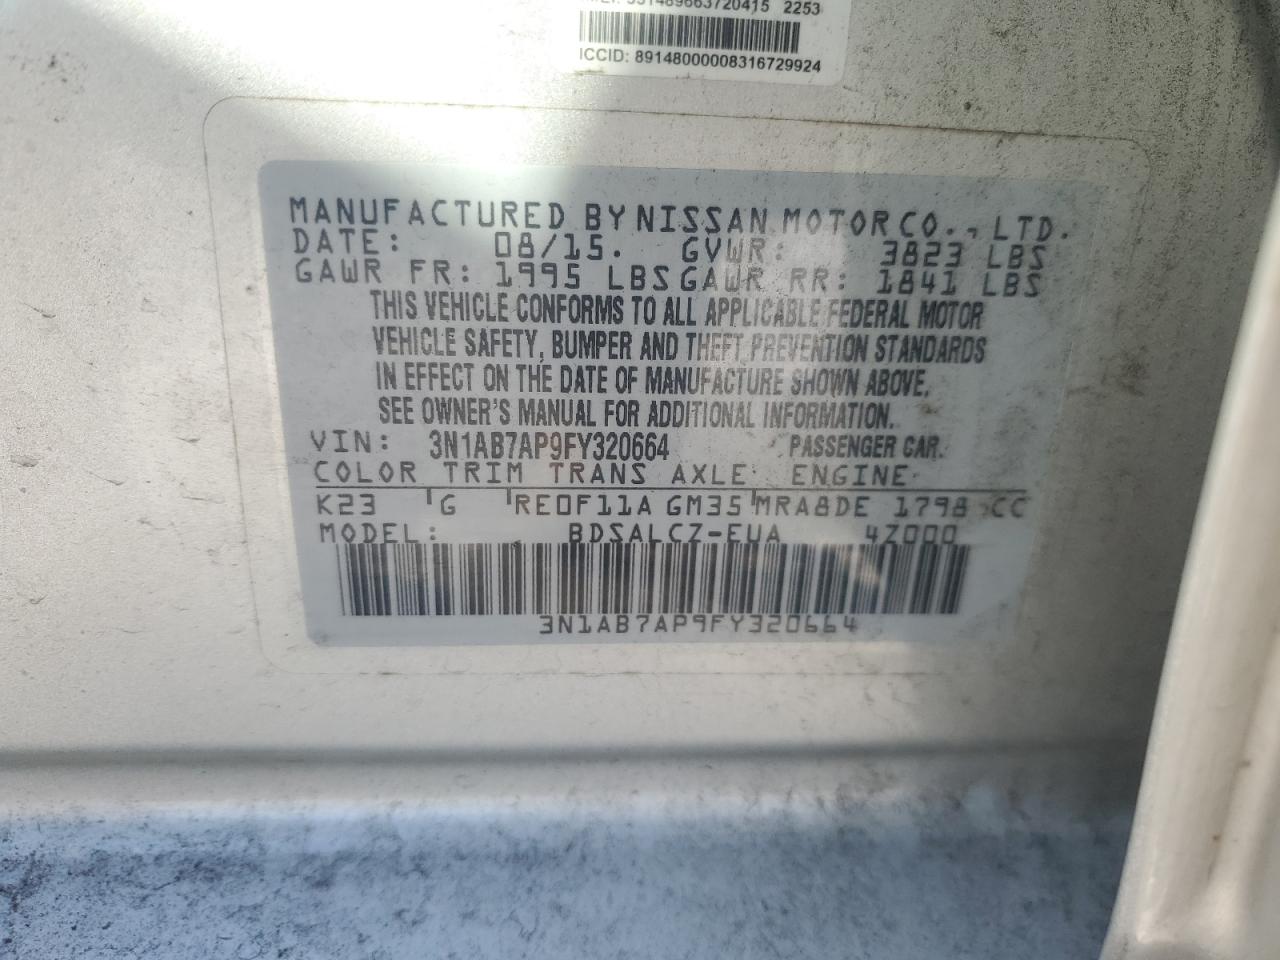 2253
ICCID: 89148000008316729924
MANUFACTURED BY NISSAN MOTOR CO., LTD.
DATE: 08/15. GVWR: 3823 LBS
GAWR FR: 1995 LBS GAWR RR: 1841 LBS
THIS VEHICLE CONFORMS TO ALL APPLICABLE FEDERAL MOTOR
VEHICLE SAFETY, BUMPER AND THEFT PREVENTION STANDARDS
IN EFFECT ON THE DATE OF MANUFACTURE SHOWN ABOVE.
SEE OWNER'S MANUAL FOR ADDITIONAL INFORMATION.
VIN: 3N1AB7AP9FY320664 PASSENGER CAR.
COLOR TRIM TRANS AXLE ENGINE
K23 G RE0F11A GM35 MRA8DE 1798 CC
MODEL: BDSALCZ-EUA 4Z000
3N1AB7AP9FY320664